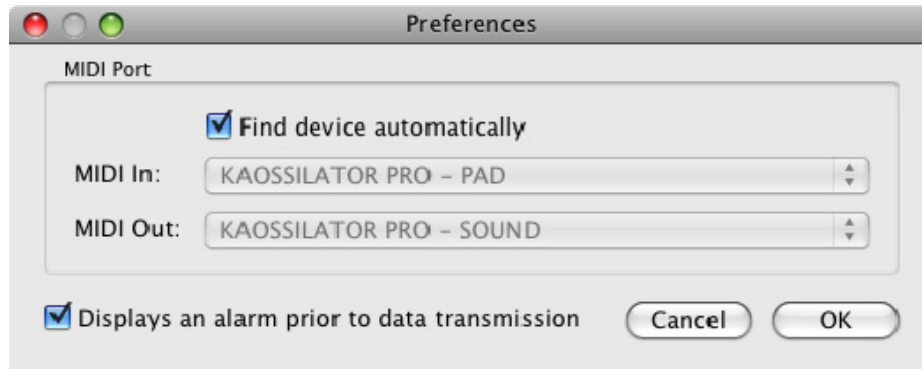 Preferences
MIDI Port
Find device automatically
MIDI In: KAOSSILATOR PRO – PAD
MIDI Out: KAOSSILATOR PRO – SOUND
Displays an alarm prior to data transmission Cancel OK